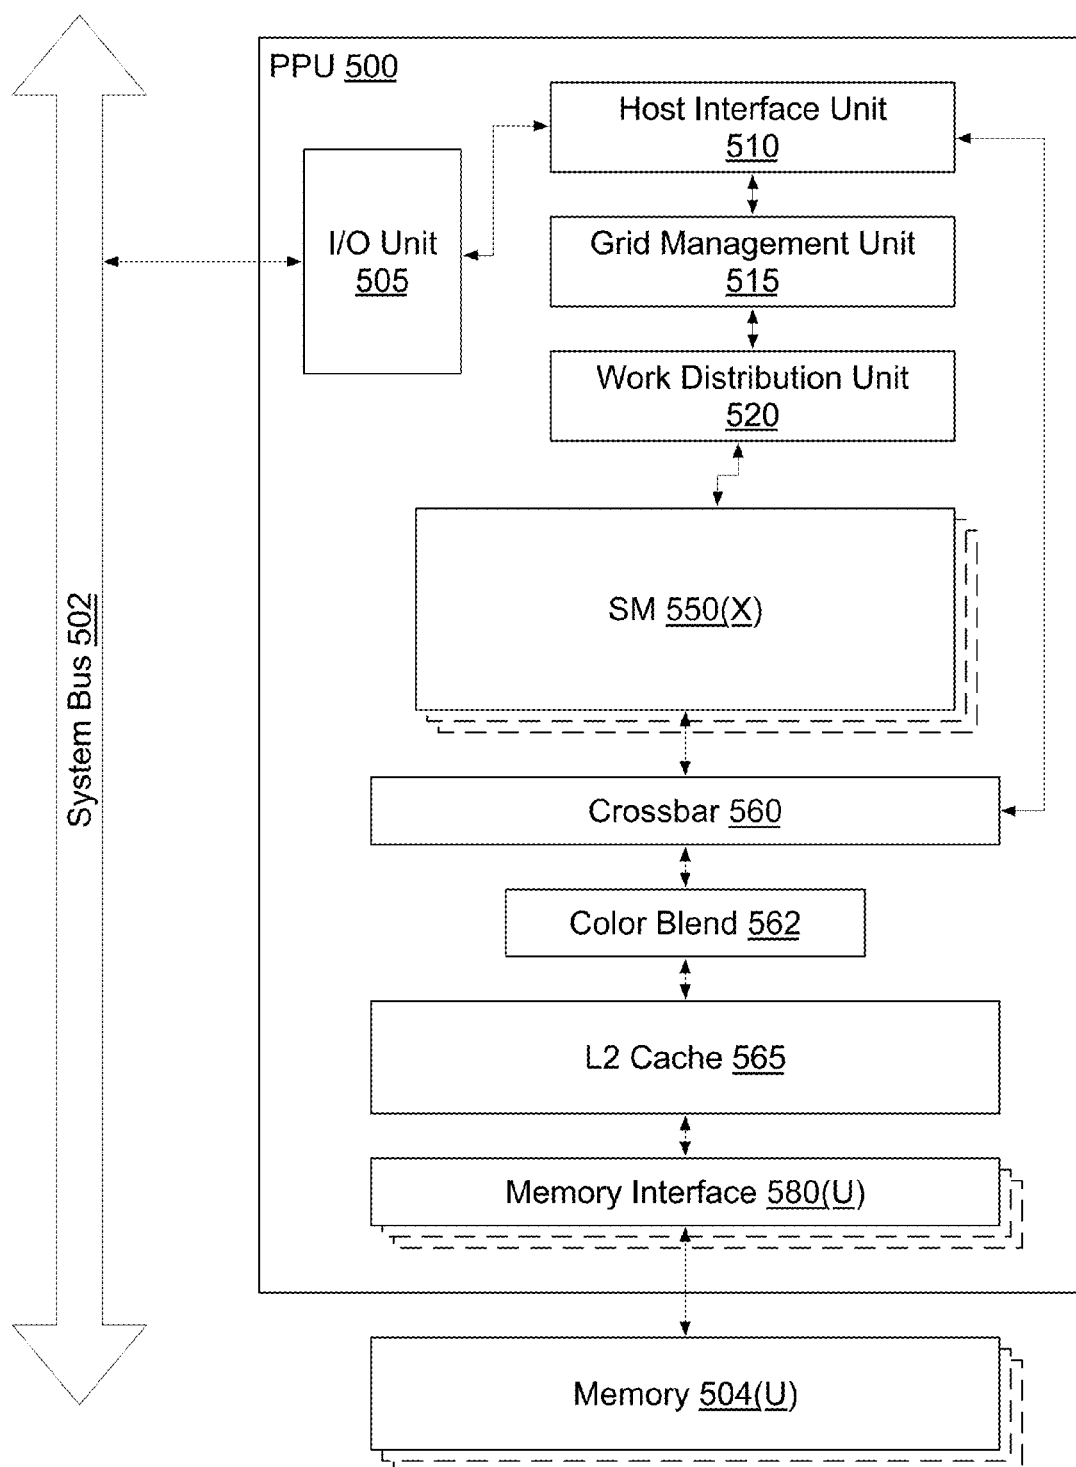 PPU 500
Host Interface Unit
510
I/O Unit
505
Grid Management Unit
515
Work Distribution Unit
520
SM 550(X)
System Bus 502
Crossbar 560
Color Blend 562
L2 Cache 565
Memory Interface 580(U)
Memory 504(U)